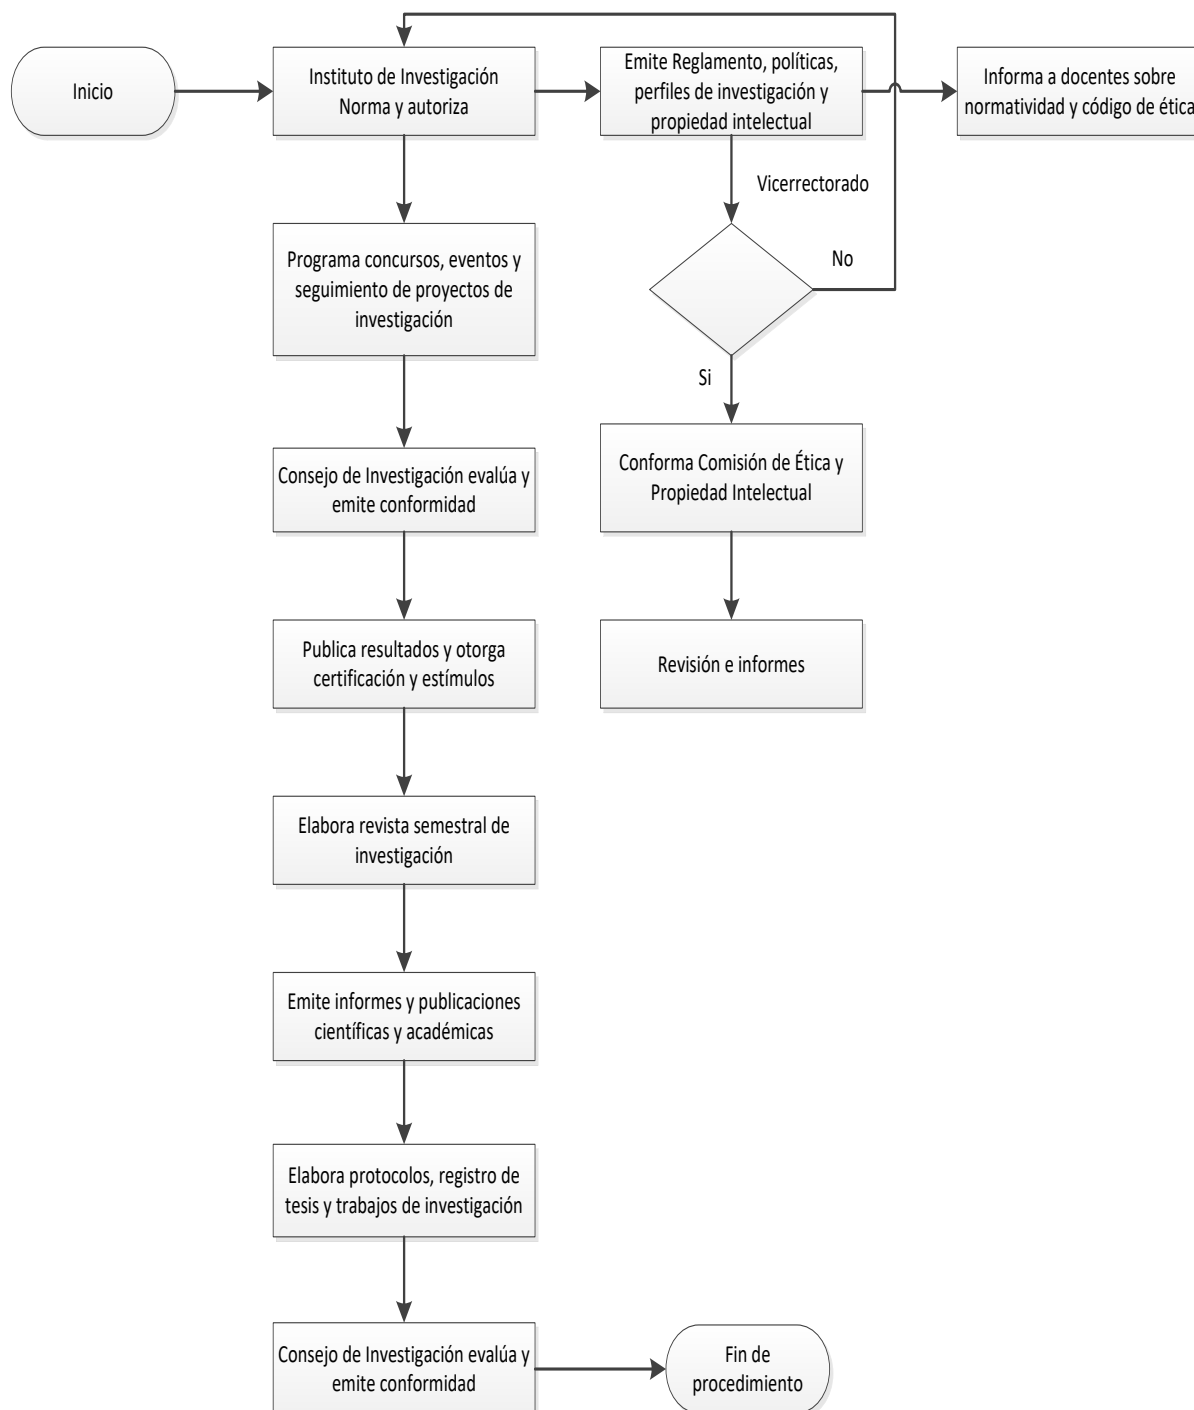 Inicio
Instituto de Investigación
Norma y autoriza
Emite Reglamento, políticas,
perfiles de investigación y
propiedad intelectual
Informa a docentes sobre
normatividad y código de ética
Vicerrectorado
No
Si
Programa concursos, eventos y
seguimiento de proyectos de
investigación
Conforma Comisión de Ética y
Propiedad Intelectual
Consejo de Investigación evalúa y
emite conformidad
Revisión e informes
Publica resultados y otorga
certificación y estímulos
Elabora revista semestral de
investigación
Emite informes y publicaciones
científicas y académicas
Elabora protocolos, registro de
tesis y trabajos de investigación
Consejo de Investigación evalúa y
emite conformidad
Fin de
procedimiento